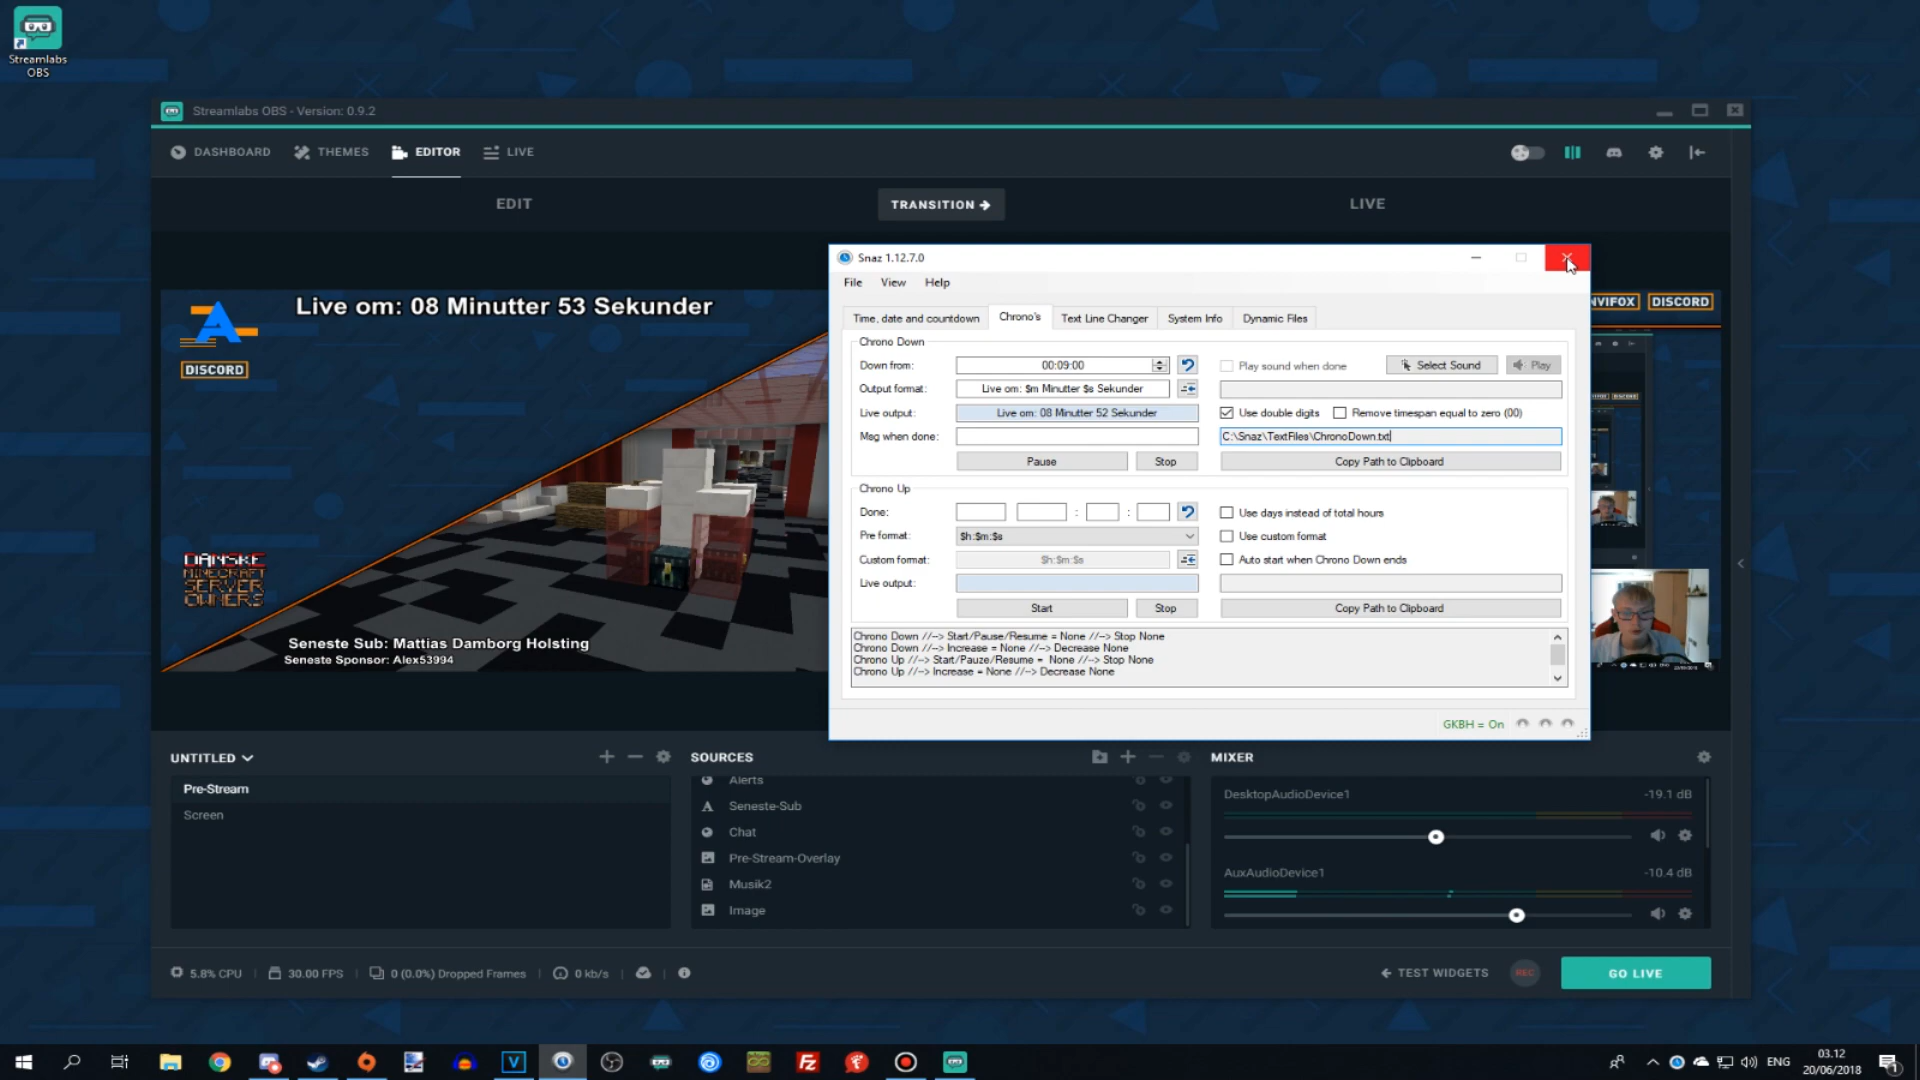 Streamlabs
OBS
Streamlabs OBS - Version: 0.9.2
DASHBOARD
THEMES
EDITOR
LIVE
EDIT
TRANSITION
LIVE
Live om: 08 Minutter 53 Sekunder
DISCORD
DANSKE
MINECRAFT
SERVER
OWNERS
Seneste Sub: Mattias Damborg Holsting
Seneste Sponsor: Alex53994
NVIFOX
DISCORD
Snaz 1.12.7.0
File
View
Help
Time, date and countdown
Chrono's
Text Line Changer
System Info
Dynamic Files
Chrono Down
Down from:
00:09:00
Play sound when done
Select Sound
Play
Output format:
Live om: $m Minutter $s Sekunder
Live output:
Live om: 08 Minutter 52 Sekunder
Use double digits
Remove timespan equal to zero (00)
Msg when done:
C:\Snaz\TextFiles\ChronoDown.txt
Pause
Stop
Copy Path to Clipboard
Chrono Up
Done:
:
:
Use days instead of total hours
Pre format:
$h:$m:$s
Use custom format
Custom format:
$h:$m:$s
Auto start when Chrono Down ends
Live output:
Start
Stop
Copy Path to Clipboard
Chrono Down //--> Start/Pause/Resume = None //--> Stop None
Chrono Down //--> Increase = None //--> Decrease None
Chrono Up //--> Start/Pauze/Resume = None //--> Stop None
Chrono Up //--> Increase = None //--> Decrease None
GKBH = On
UNTITLED
Pre-Stream
Screen
SOURCES
Alerts
Seneste-Sub
Chat
Pre-Stream-Overlay
Musik2
Image
MIXER
DesktopAudioDevice1
-19.1 dB
AuxAudioDevice1
-10.4 dB
5.8% CPU
30.00 FPS
0 (0.0%) Dropped Frames
0 kb/s
TEST WIDGETS
REC
GO LIVE
ENG
03.12
20/06/2018